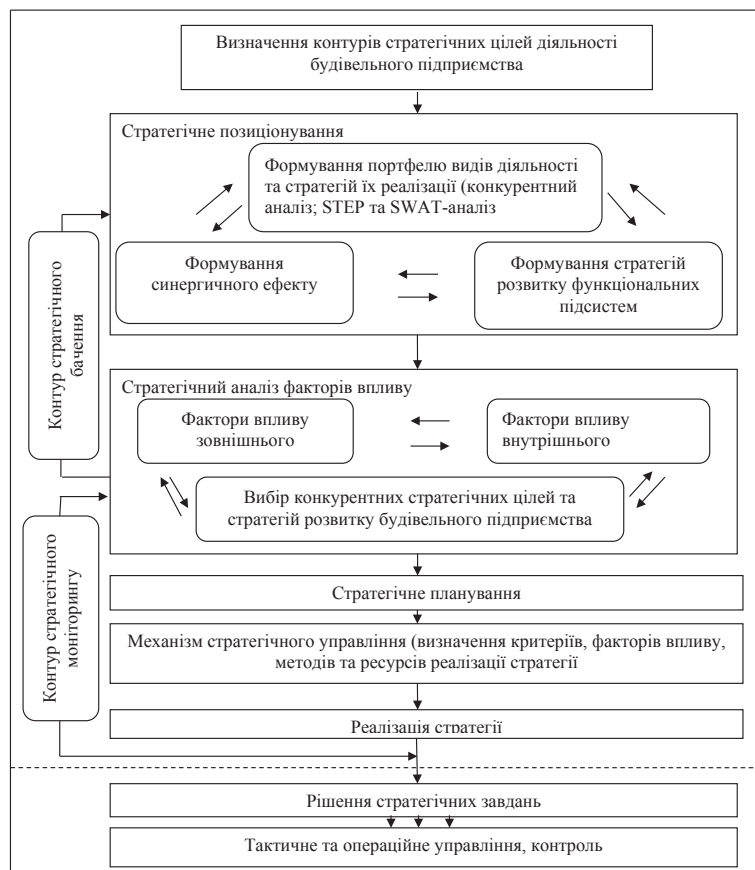 Визначення контурів стратегічних цілей діяльності
будівельного підприємства
Стратегічне позиціонування
Формування портфелю видів діяльності
та стратегій їх реалізації (конкурентний
аналіз; STEP та SWAT-аналіз
Формування
синергичного ефекту
Формування стратегій
розвитку функціональних
підсистем
Контур стратегічного
бачення
Стратегічний аналіз факторів впливу
Фактори впливу
зовнішнього
Фактори впливу
внутрішнього
Вибір конкурентних стратегічних цілей та
стратегій розвитку будівельного підприємства
Контур стратегічного
моніторингу
Стратегічне планування
Механізм стратегічного управління (визначення критеріїв, факторів впливу,
методів та ресурсів реалізації стратегії
Реалізація стратегії
Рішення стратегічних завдань
Тактичне та операційне управління, контроль